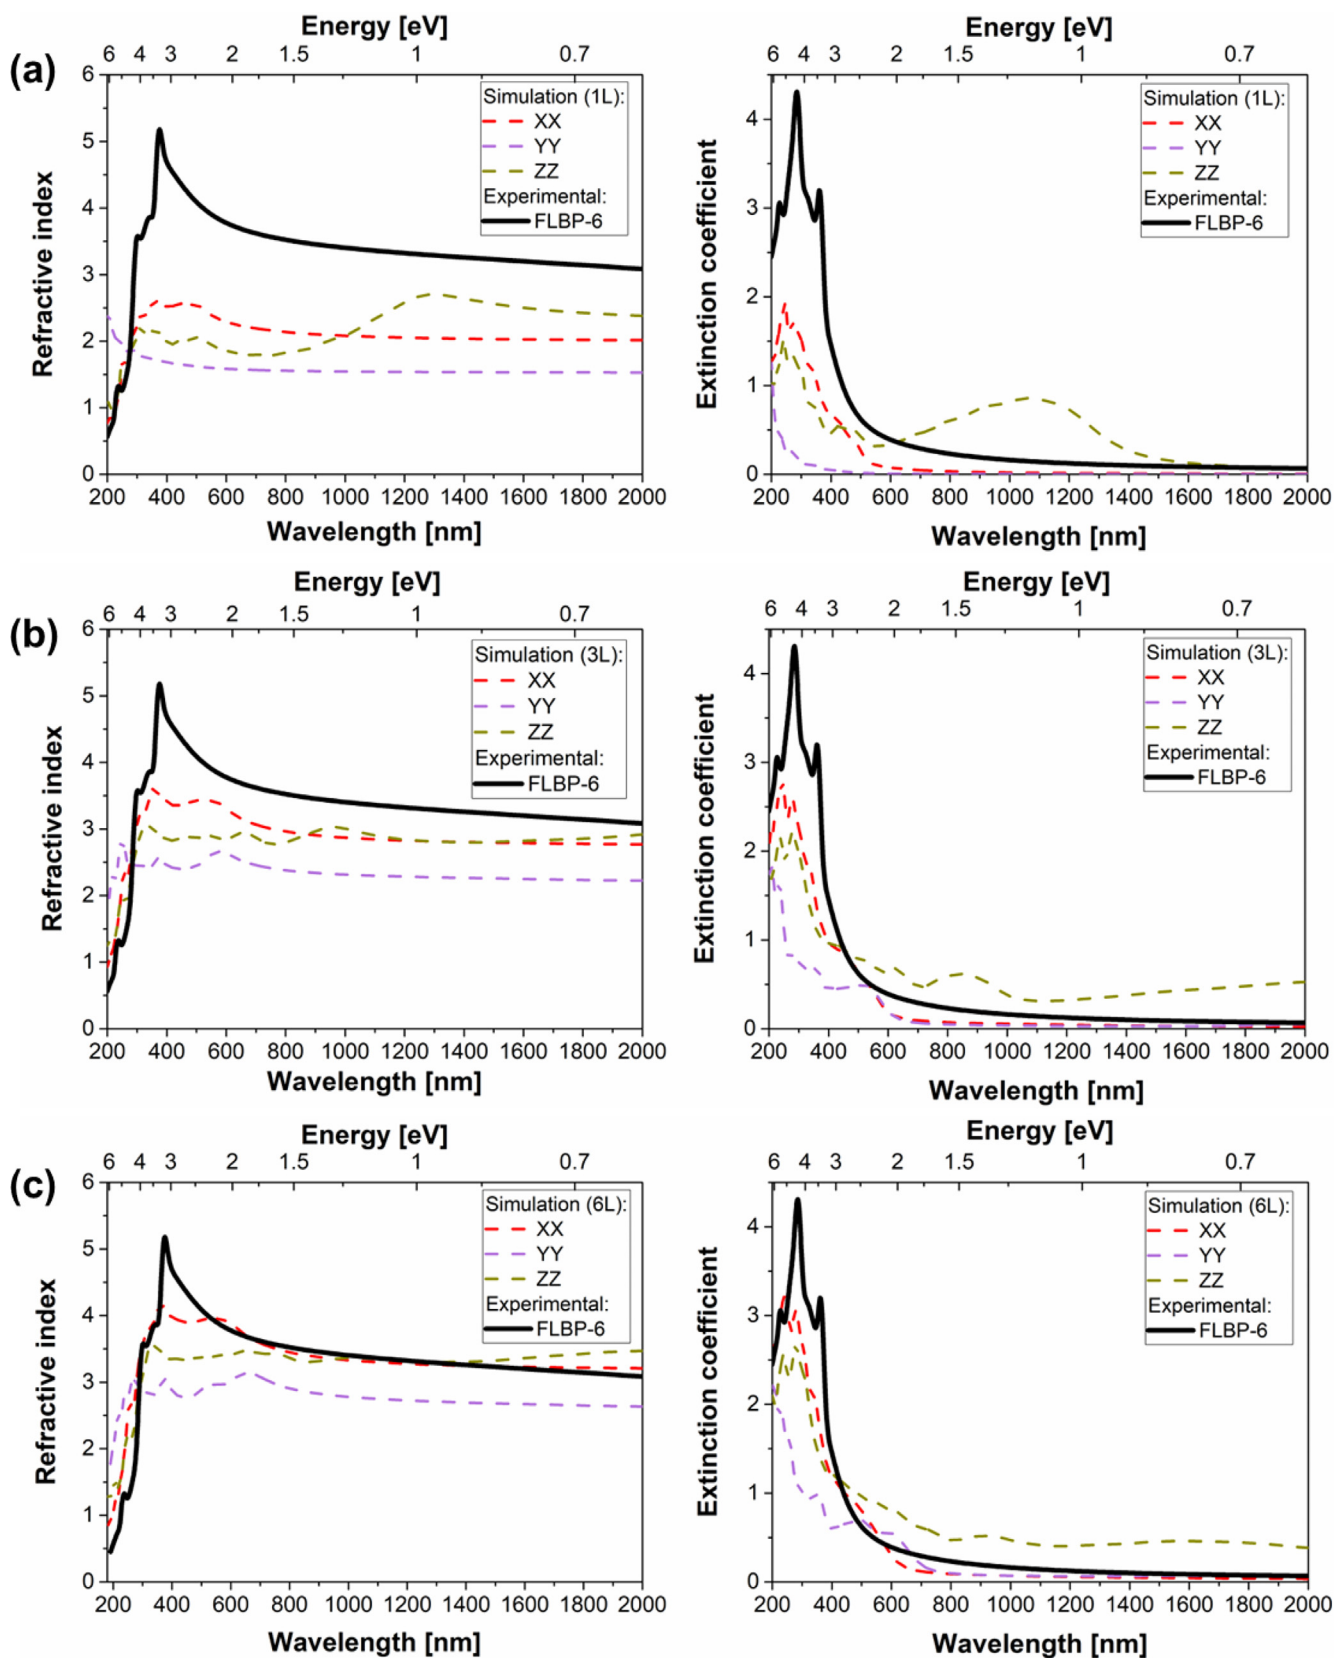 Energy [eV]
6 4 3 2 1.5 1 0.7
(a)
Refractive index
6
5
4
3
2
1
0
Simulation (1L):
XX
YY
ZZ
Experimental:
FLBP-6
200 400 600 800 1000 1200 1400 1600 1800 2000
Wavelength [nm]
Energy [eV]
6 4 3 2 1.5 1 0.7
Extinction coefficient
4
3
2
1
0
Simulation (1L):
XX
YY
ZZ
Experimental:
FLBP-6
200 400 600 800 1000 1200 1400 1600 1800 2000
Wavelength [nm]
Energy [eV]
6 4 3 2 1.5 1 0.7
(b)
Refractive index
6
5
4
3
2
1
0
Simulation (3L):
XX
YY
ZZ
Experimental:
FLBP-6
200 400 600 800 1000 1200 1400 1600 1800 2000
Wavelength [nm]
Energy [eV]
6 4 3 2 1.5 1 0.7
Extinction coefficient
4
3
2
1
0
Simulation (3L):
XX
YY
ZZ
Experimental:
FLBP-6
200 400 600 800 1000 1200 1400 1600 1800 2000
Wavelength [nm]
Energy [eV]
6 4 3 2 1.5 1 0.7
(c)
Refractive index
6
5
4
3
2
1
0
Simulation (6L):
XX
YY
ZZ
Experimental:
FLBP-6
200 400 600 800 1000 1200 1400 1600 1800 2000
Wavelength [nm]
Energy [eV]
6 4 3 2 1.5 1 0.7
Extinction coefficient
4
3
2
1
0
Simulation (6L):
XX
YY
ZZ
Experimental:
FLBP-6
200 400 600 800 1000 1200 1400 1600 1800 2000
Wavelength [nm]